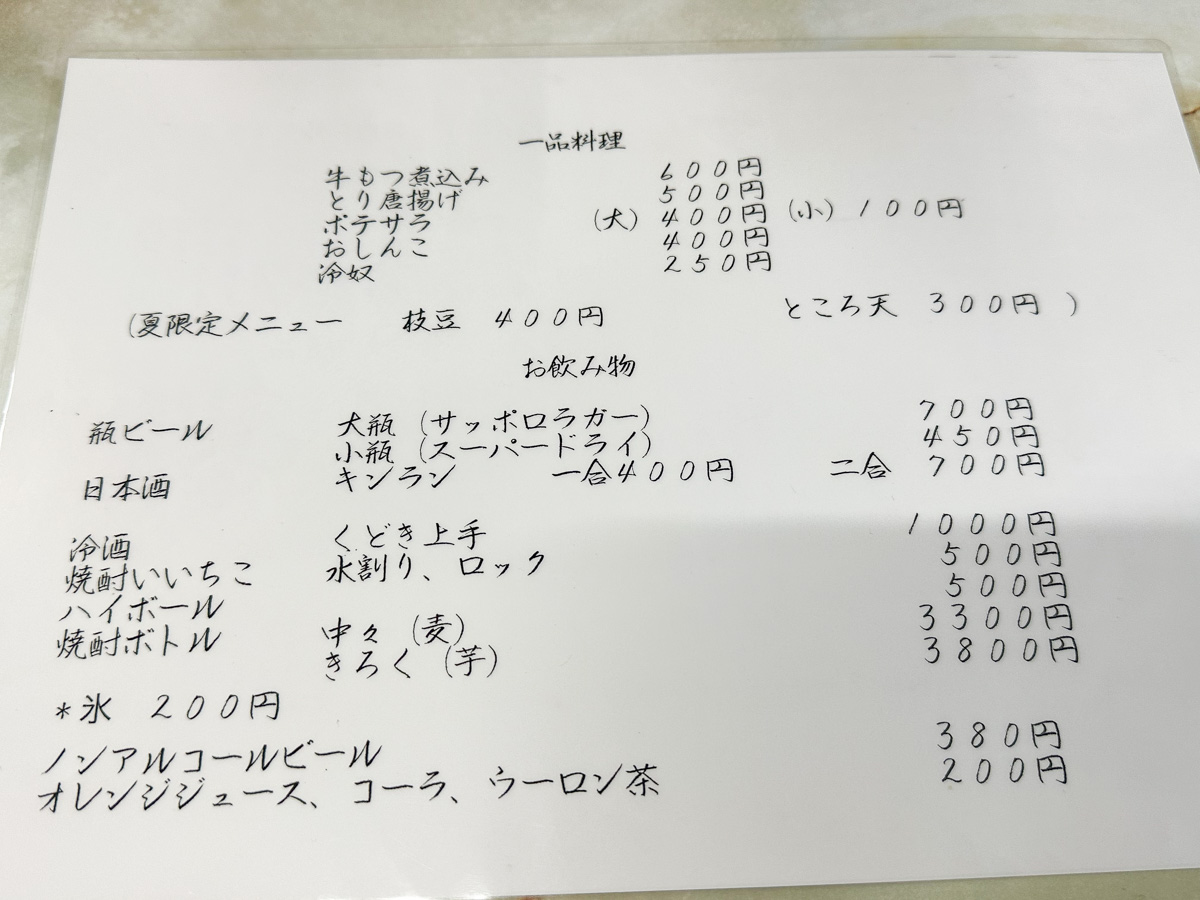 一品料理
牛もつ煮込み　６００円
とり唐揚げ　５００円
ポテサラ　（大）４００円　（小）１００円
おしんこ　４００円
冷奴　２５０円
（夏限定メニュー　枝豆　４００円　ところ天　３００円　）
お飲み物
瓶ビール　大瓶（サッポロラガー）　７００円
小瓶（スーパードライ）　４５０円
日本酒　キンラン　一合４００円　二合　７００円
冷酒　くどき上手　１０００円
焼酎いいちこ　水割り、ロック　５００円
ハイボール　５００円
焼酎ボトル　中々（麦）　３３００円
きろく（芋）　３８００円
＊氷　２００円
ノンアルコールビール　３８０円
オレンジジュース、コーラ、ウーロン茶　２００円